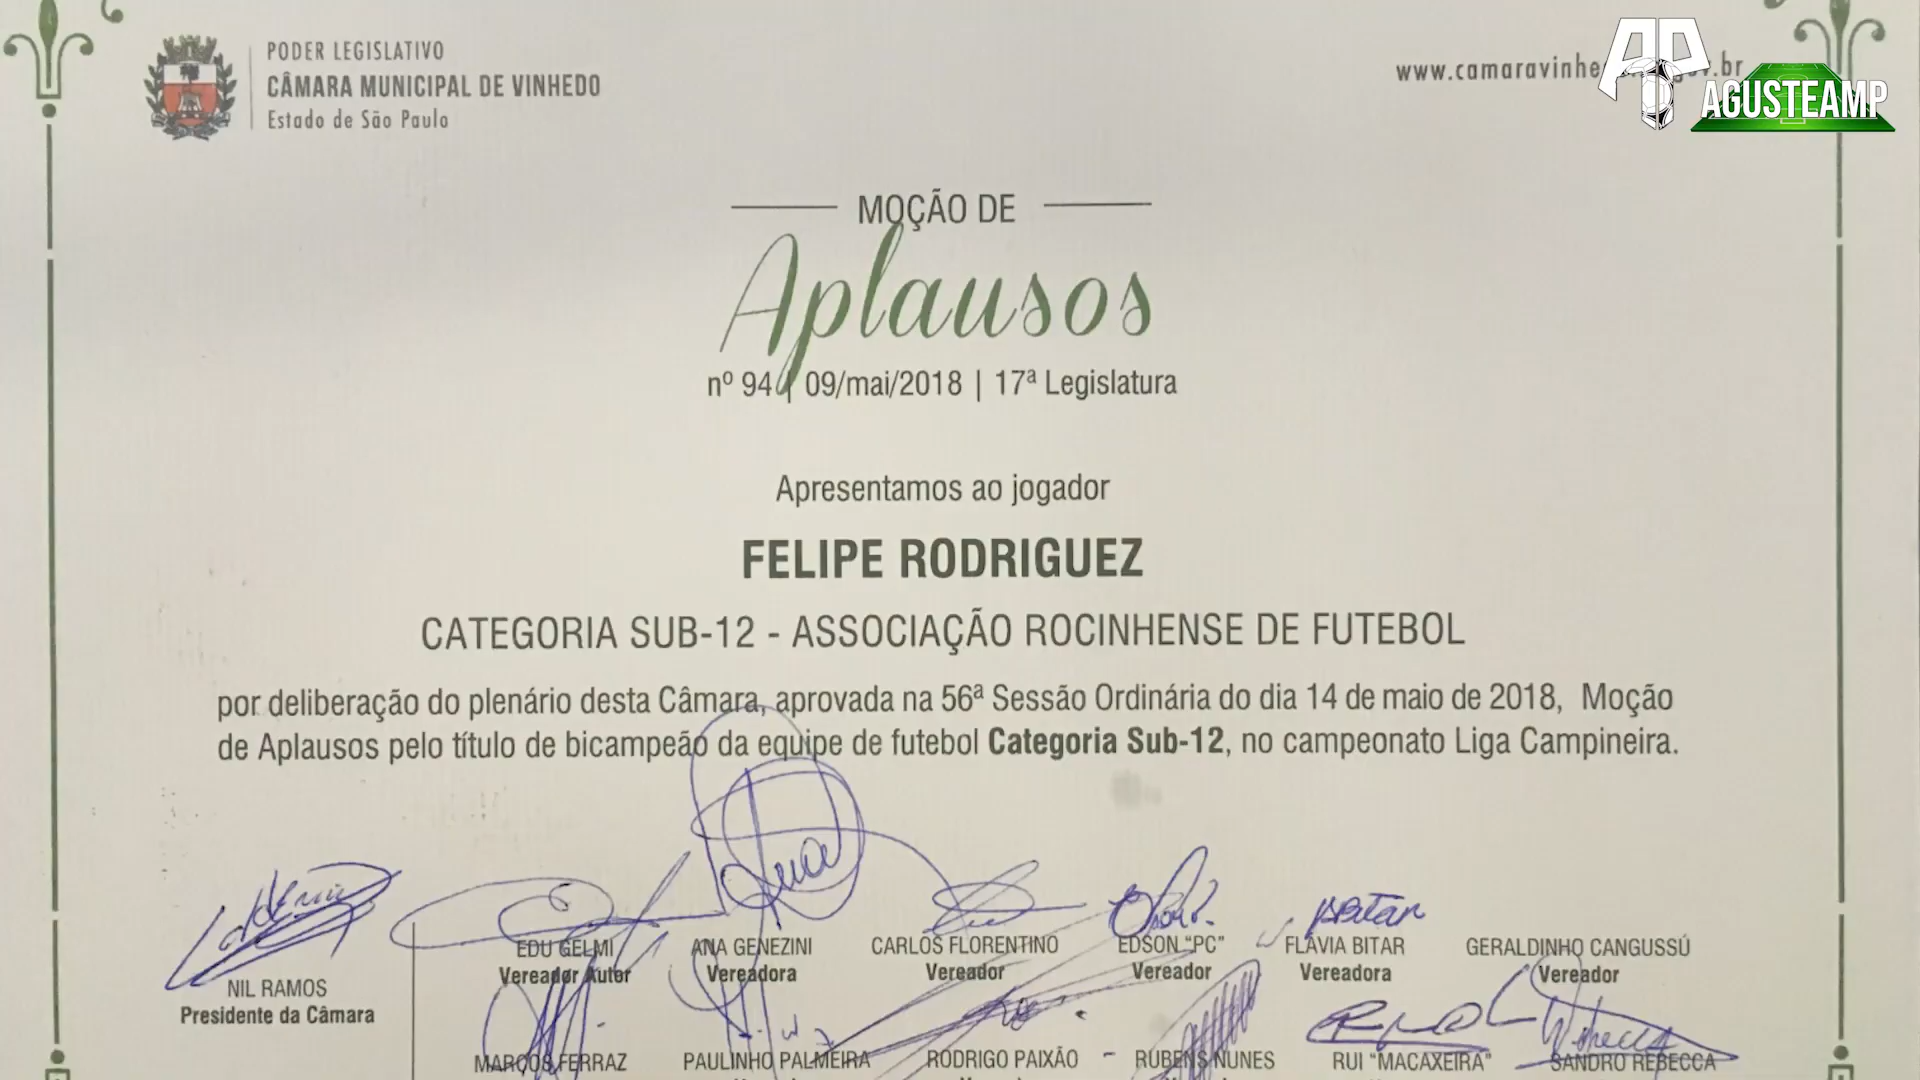 PODER LEGISLATIVO
CÂMARA MUNICIPAL DE VINHEDO
Estado de São Paulo
AP
AGUSTEAMP
MOÇÃO DE
Aplausos
nº 94 | 09/mai/2018 | 17ª Legislatura
Apresentamos ao jogador
FELIPE RODRIGUEZ
CATEGORIA SUB-12 - ASSOCIAÇÃO ROCINHENSE DE FUTEBOL
por deliberação do plenário desta Câmara, aprovada na 56ª Sessão Ordinária do dia 14 de maio de 2018, Moção
de Aplausos pelo título de bicampeão da equipe de futebol Categoria Sub-12, no campeonato Liga Campineira.
NIL RAMOS
Presidente da Câmara
EDU GELMI
Vereador Autor
ANA GENEZINI
Vereadora
CARLOS FLORENTINO
Vereador
EDSON "PC"
Vereador
FLÁVIA BITAR
Vereadora
GERALDINHO CANGUSSÚ
Vereador
MARCOS FERRAZ
PAULINHO PALMEIRA
RODRIGO PAIXÃO
RUBENS NUNES
RUI "MACAXEIRA"
SANDRO REBECCA